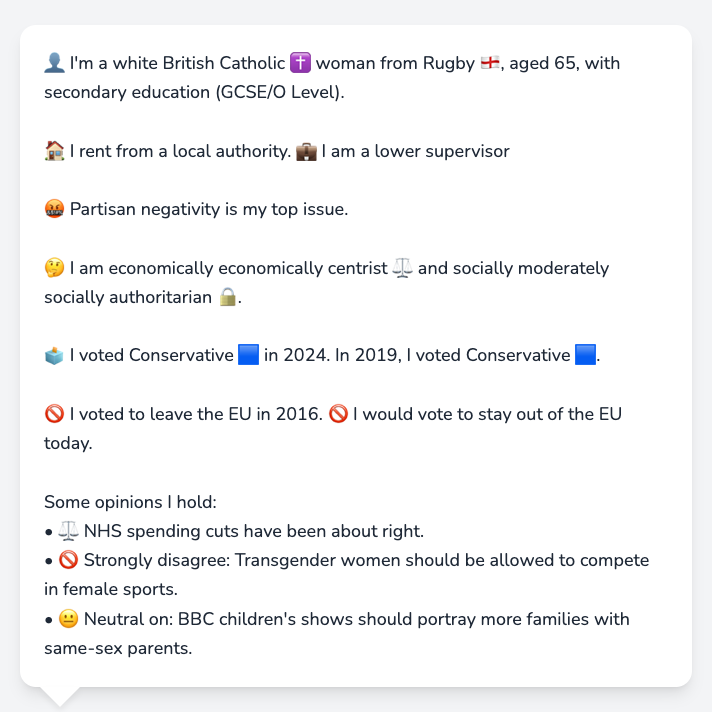 👤 I'm a white British Catholic ✝️ woman from Rugby 🏴󠁧󠁢󠁥󠁮󠁧󠁿, aged 65, with
secondary education (GCSE/O Level).
🏠 I rent from a local authority. 💼 I am a lower supervisor
🤬 Partisan negativity is my top issue.
🤔 I am economically economically centrist ⚖️ and socially moderately
socially authoritarian 🔒.
🗳️ I voted Conservative 🟦 in 2024. In 2019, I voted Conservative 🟦.
🚫 I voted to leave the EU in 2016. 🚫 I would vote to stay out of the EU
today.
Some opinions I hold:
• ⚖️ NHS spending cuts have been about right.
• 🚫 Strongly disagree: Transgender women should be allowed to compete
in female sports.
• 😐 Neutral on: BBC children's shows should portray more families with
same-sex parents.